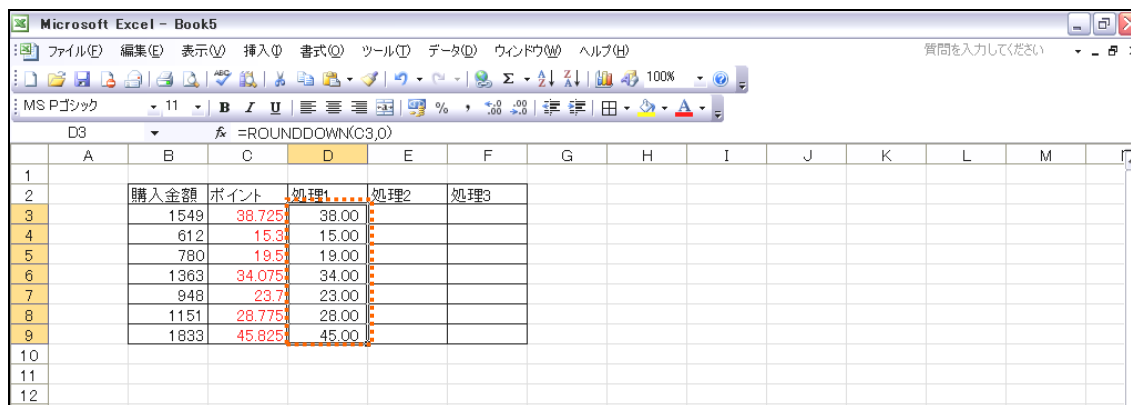 Microsoft Excel - Book5
ファイル(F) 編集(E) 表示(V) 挿入(I) 書式(O) ツール(T) データ(D) ウィンドウ(W) ヘルプ(H) 質問を入力してください
100%
MS Pゴシック 11 B I U % , A
D3 fx =ROUNDDOWN(C3,0)
A B C D E F G H I J K L M
1
2 購入金額 ポイント 処理1 処理2 処理3
3 1549 38.725 38.00
4 612 15.3 15.00
5 780 19.5 19.00
6 1363 34.075 34.00
7 948 23.7 23.00
8 1151 28.775 28.00
9 1833 45.825 45.00
10
11
12